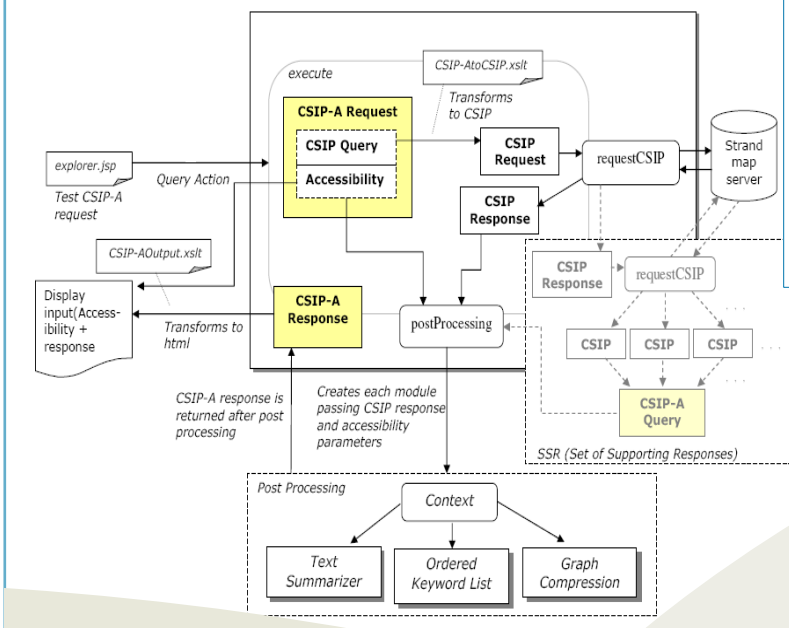 execute
CSIP-AtoCSIP.xslt
Transforms
to CSIP
CSIP-A Request
CSIP Query
Accessibility
CSIP
Request
requestCSIP
Strand
map
server
explorer.jsp
Query Action
Test CSIP-A
request
CSIP
Response
CSIP-AOutput.xslt
CSIP
Response
requestCSIP
Display
input(Access-
ibility +
response
CSIP-A
Response
Transforms to
html
postProcessing
. . .
CSIP
CSIP
CSIP
. . . .
. . .
CSIP-A response is
returned after post
processing
Creates each module
passing CSIP response
and accessibility
parameters
CSIP-A
Query
SSR (Set of Supporting Responses)
Post Processing
Context
Text
Summarizer
Ordered
Keyword List
Graph
Compression